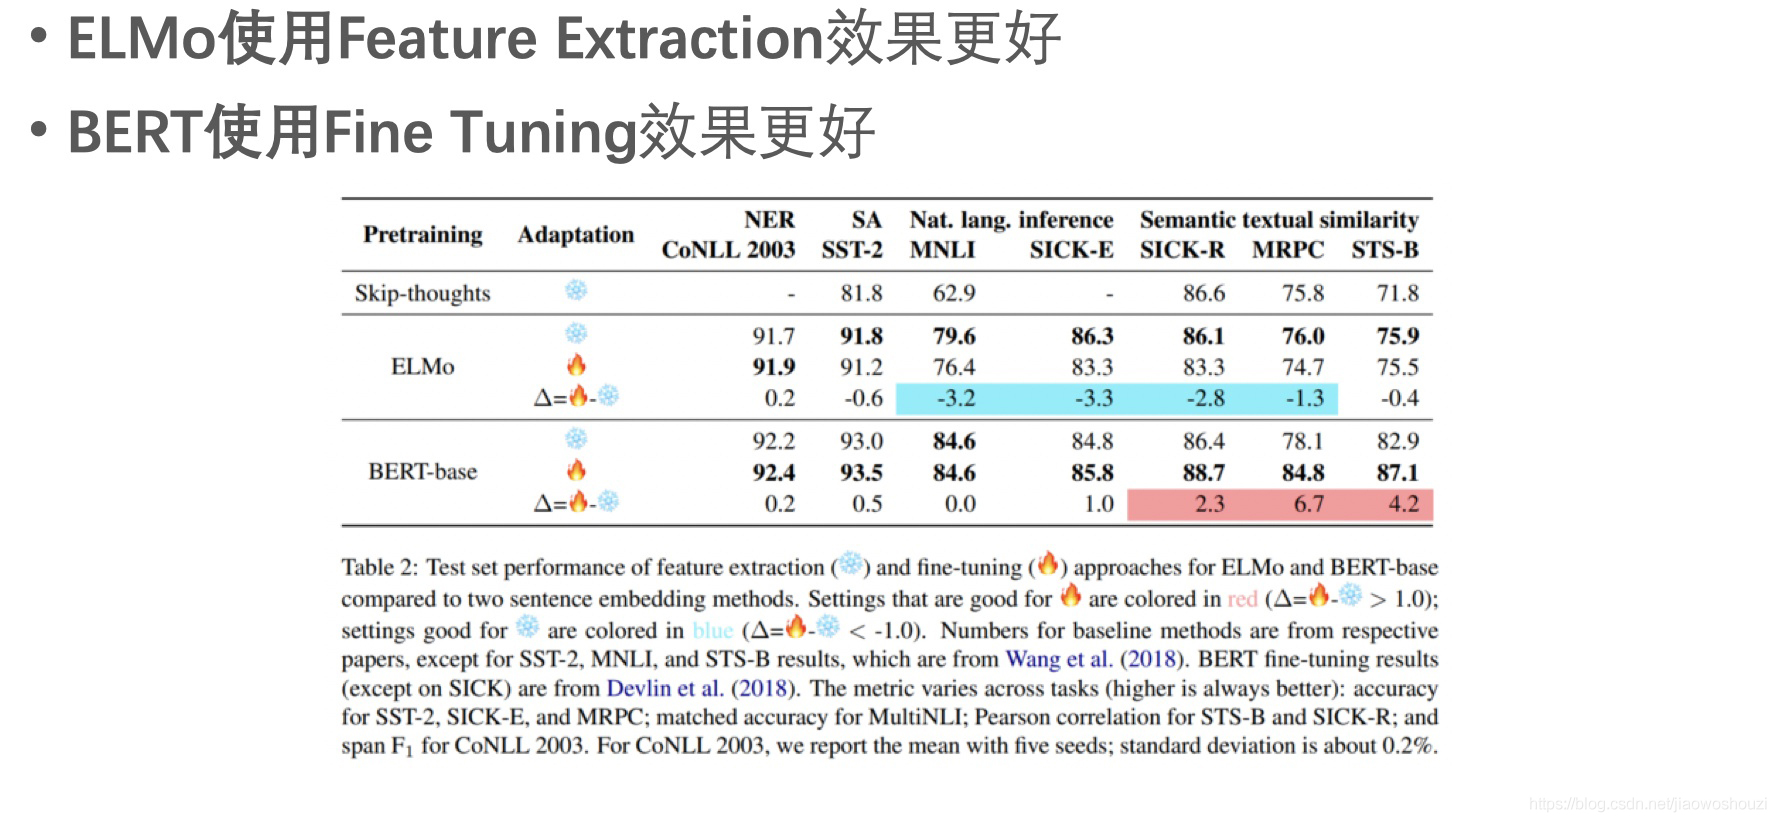 • ELMo使用Feature Extraction效果更好
• BERT使用Fine Tuning效果更好
Pretraining Adaptation NER SA Nat. lang. inference Semantic textual similarity
CoNLL 2003 SST-2 MNLI SICK-E SICK-R MRPC STS-B
Skip-thoughts ❄ - 81.8 62.9 - 86.6 75.8 71.8
❄ 91.7 91.8 79.6 86.3 86.1 76.0 75.9
ELMo 🔥 91.9 91.2 76.4 83.3 83.3 74.7 75.5
Δ=🔥-❄ 0.2 -0.6 -3.2 -3.3 -2.8 -1.3 -0.4
❄ 92.2 93.0 84.6 84.8 86.4 78.1 82.9
BERT-base 🔥 92.4 93.5 84.6 85.8 88.7 84.8 87.1
Δ=🔥-❄ 0.2 0.5 0.0 1.0 2.3 6.7 4.2
Table 2: Test set performance of feature extraction (❄) and fine-tuning (🔥) approaches for ELMo and BERT-base
compared to two sentence embedding methods. Settings that are good for 🔥 are colored in red (Δ=🔥-❄ > 1.0);
settings good for ❄ are colored in blue (Δ=🔥-❄ < -1.0). Numbers for baseline methods are from respective
papers, except for SST-2, MNLI, and STS-B results, which are from Wang et al. (2018). BERT fine-tuning results
(except on SICK) are from Devlin et al. (2018). The metric varies across tasks (higher is always better): accuracy
for SST-2, SICK-E, and MRPC; matched accuracy for MultiNLI; Pearson correlation for STS-B and SICK-R; and
span F₁ for CoNLL 2003. For CoNLL 2003, we report the mean with five seeds; standard deviation is about 0.2%.
https://blog.csdn.net/jiaowoshouzi